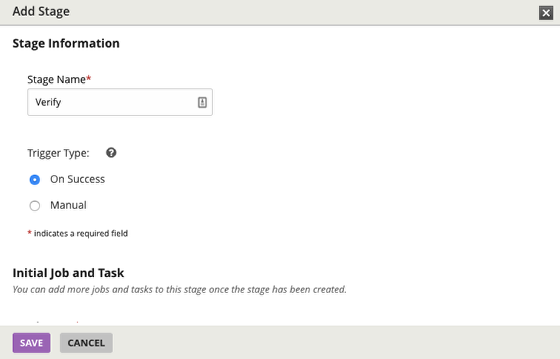 Add Stage
Stage Information
Stage Name*
Verify
Trigger Type:
On Success
Manual
* indicates a required field
Initial Job and Task
You can add more jobs and tasks to this stage once the stage has been created.
SAVE
CANCEL